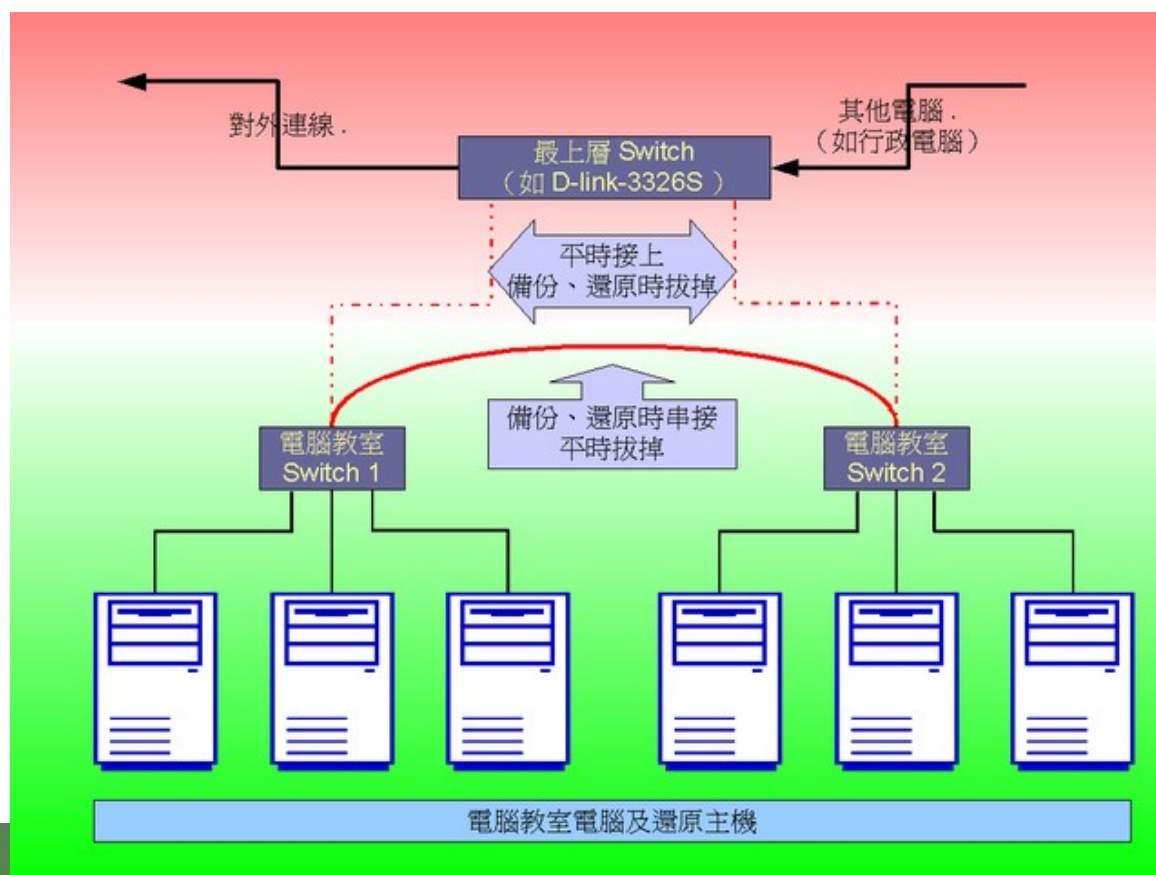 對外連線 .
其他電腦 .
（如行政電腦）
最上層 Switch
（如 D-link-3326S ）
平時接上
備份、還原時拔掉
備份、還原時串接
平時拔掉
電腦教室
Switch 1
電腦教室
Switch 2
電腦教室電腦及還原主機